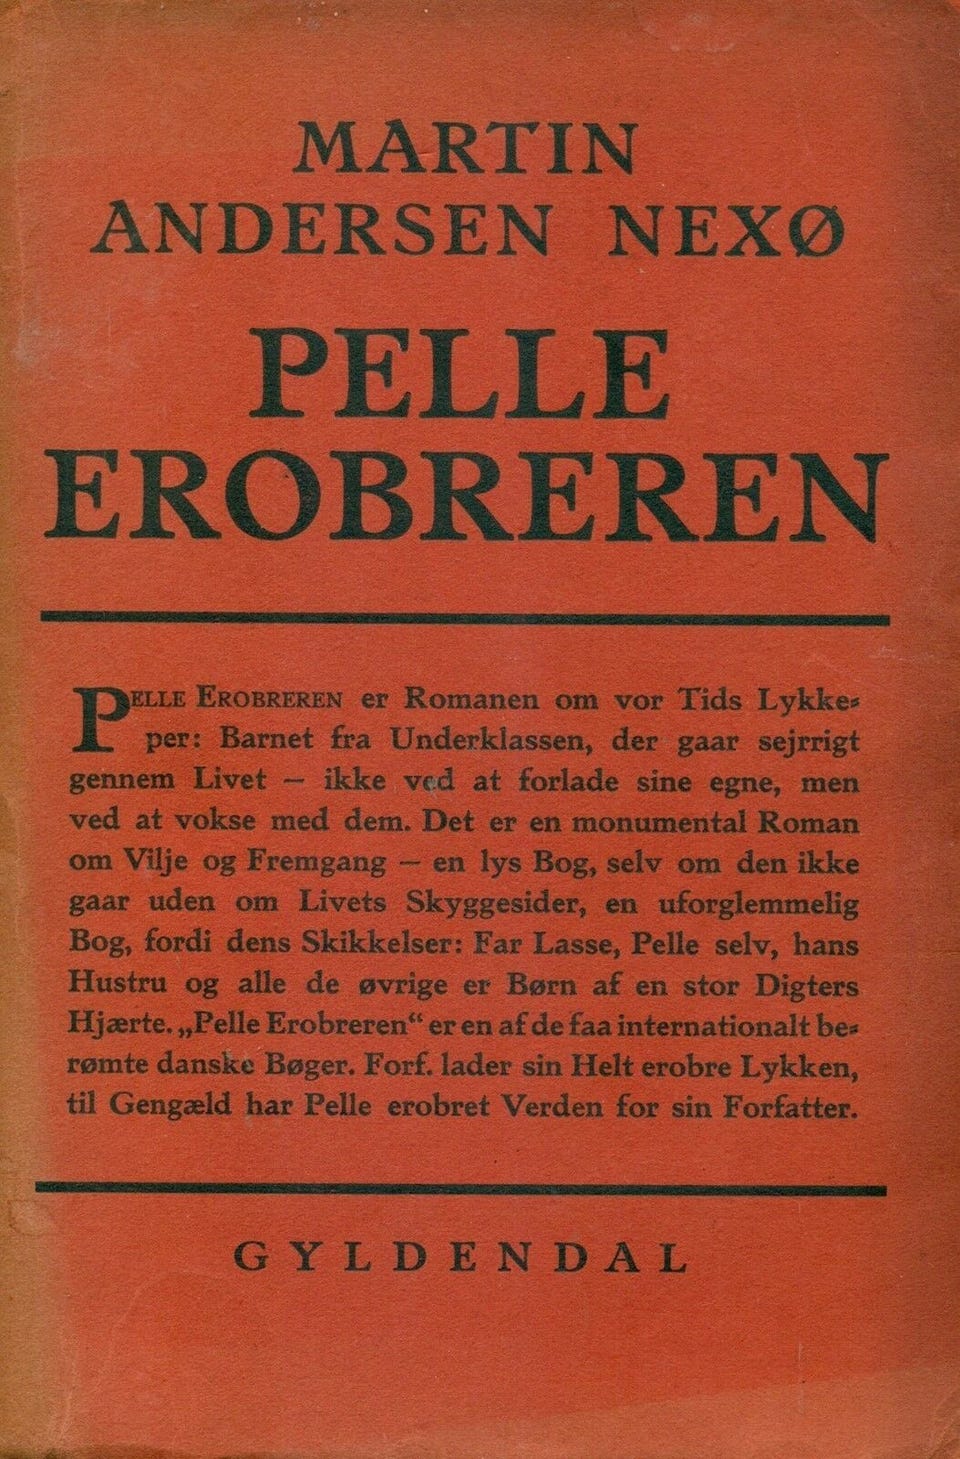 MARTIN
ANDERSEN NEXØ
PELLE
EROBREREN
PELLE EROBREREN er Romanen om vor Tids Lykke=
per: Barnet fra Underklassen, der gaar sejrrigt
gennem Livet — ikke ved at forlade sine egne, men
ved at vokse med dem. Det er en monumental Roman
om Vilje og Fremgang — en lys Bog, selv om den ikke
gaar uden om Livets Skyggesider, en uforglemmelig
Bog, fordi dens Skikkelser: Far Lasse, Pelle selv, hans
Hustru og alle de øvrige er Børn af en stor Digters
Hjærte. „Pelle Erobreren“ er en af de faa internationalt be=
rømte danske Bøger. Forf. lader sin Helt erobre Lykken,
til Gengæld har Pelle erobret Verden for sin Forfatter.
GYLDENDAL